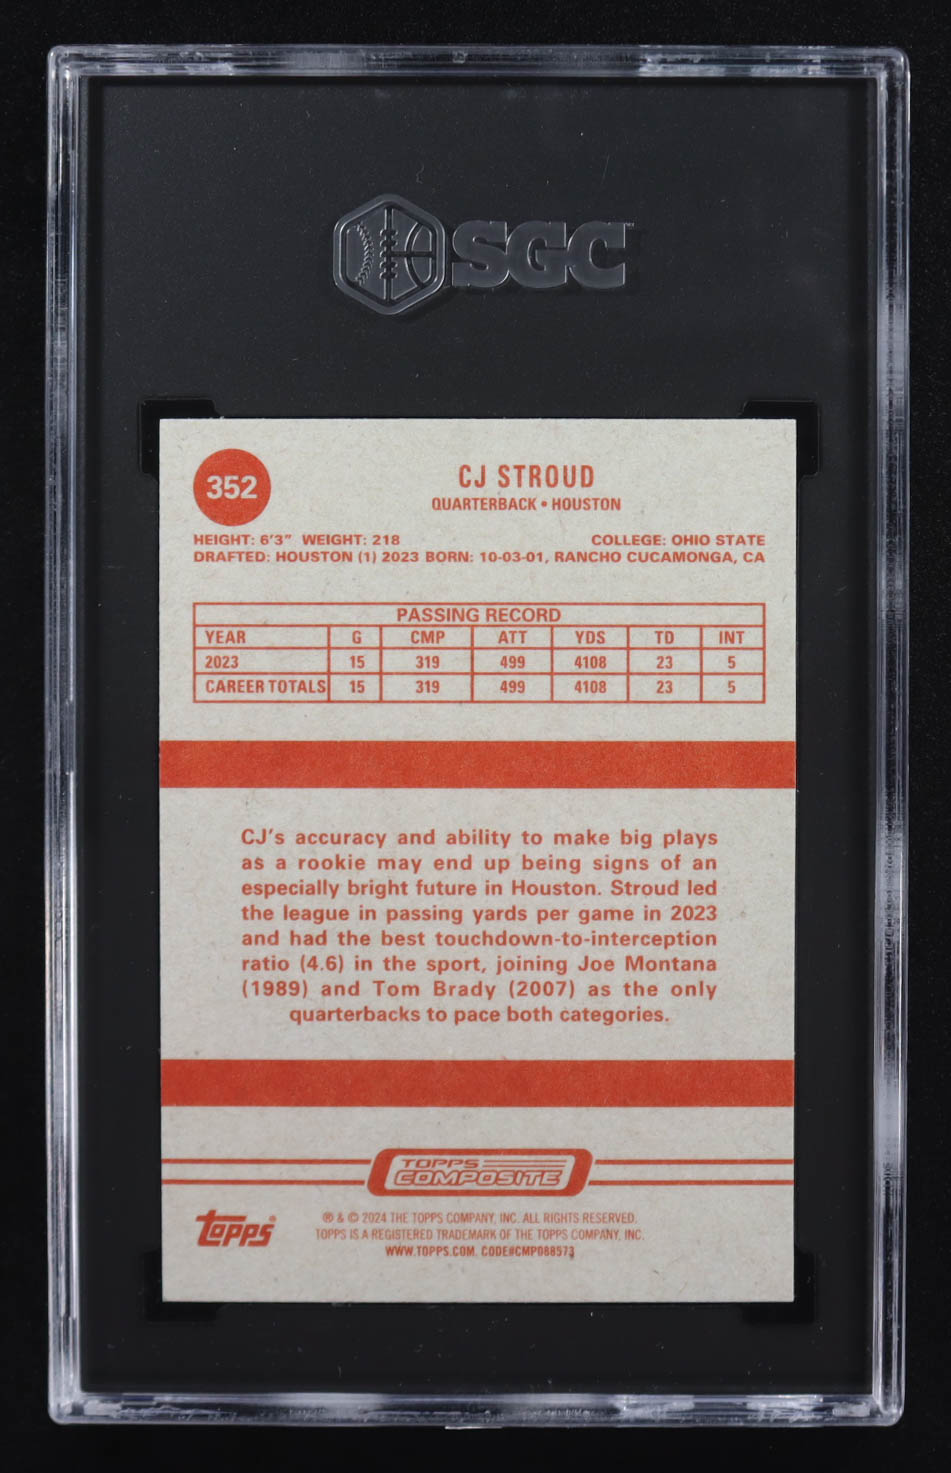 SGC
352
CJ STROUD
QUARTERBACK • HOUSTON
HEIGHT: 6'3" WEIGHT: 218 COLLEGE: OHIO STATE
DRAFTED: HOUSTON (1) 2023 BORN: 10-03-01, RANCHO CUCAMONGA, CA
PASSING RECORD
YEAR G CMP ATT YDS TD INT
2023 15 319 499 4108 23 5
CAREER TOTALS 15 319 499 4108 23 5
CJ's accuracy and ability to make big plays
as a rookie may end up being signs of an
especially bright future in Houston. Stroud led
the league in passing yards per game in 2023
and had the best touchdown-to-interception
ratio (4.6) in the sport, joining Joe Montana
(1989) and Tom Brady (2007) as the only
quarterbacks to pace both categories.
TOPPS
COMPOSITE
topps®
® & © 2024 THE TOPPS COMPANY, INC. ALL RIGHTS RESERVED.
TOPPS IS A REGISTERED TRADEMARK OF THE TOPPS COMPANY, INC.
WWW.TOPPS.COM. CODE#CMP088573